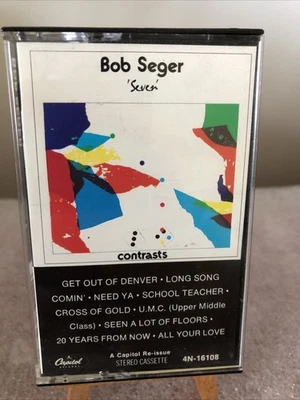 Bob Seger
'Seven'
contrasts
GET OUT OF DENVER • LONG SONG
COMIN' • NEED YA • SCHOOL TEACHER •
CROSS OF GOLD • U.M.C. (Upper Middle
Class) • SEEN A LOT OF FLOORS •
20 YEARS FROM NOW • ALL YOUR LOVE
Capitol
A Capitol Re-issue
STEREO CASSETTE
4N-16108